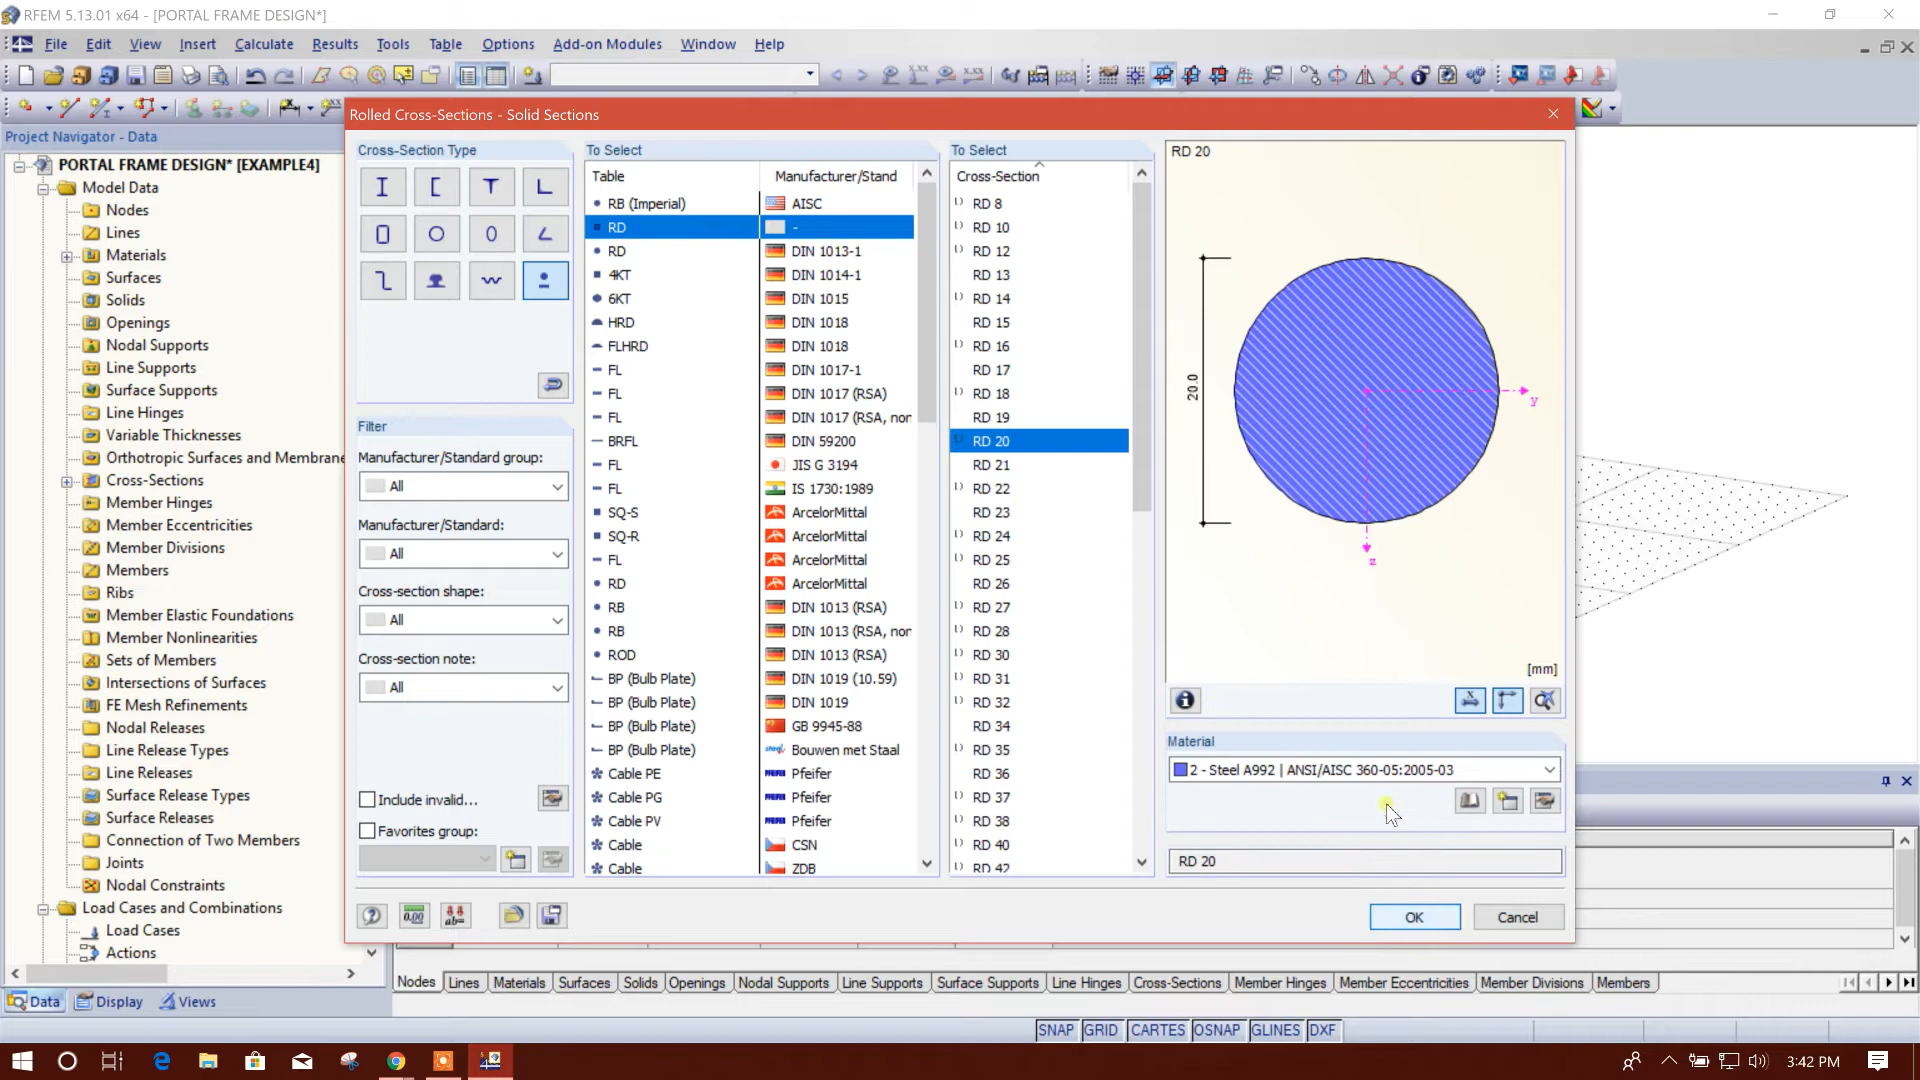 RFEM 5.13.01 x64 - [PORTAL FRAME DESIGN*]
File Edit View Insert Calculate Results Tools Table Options Add-on Modules Window Help
Project Navigator - Data
PORTAL FRAME DESIGN* [EXAMPLE4]
Model Data
Nodes
Lines
Materials
Surfaces
Solids
Openings
Nodal Supports
Line Supports
Surface Supports
Line Hinges
Variable Thicknesses
Orthotropic Surfaces and Membrane
Cross-Sections
Member Hinges
Member Eccentricities
Member Divisions
Members
Ribs
Member Elastic Foundations
Member Nonlinearities
Sets of Members
Intersections of Surfaces
FE Mesh Refinements
Nodal Releases
Line Release Types
Line Releases
Surface Release Types
Surface Releases
Connection of Two Members
Joints
Nodal Constraints
Load Cases and Combinations
Load Cases
Actions
Data Display Views
Rolled Cross-Sections - Solid Sections
Cross-Section Type
Filter
Manufacturer/Standard group:
All
Manufacturer/Standard:
All
Cross-section shape:
All
Cross-section note:
All
Include invalid...
Favorites group:
To Select
Table Manufacturer/Stand
RB (Imperial) AISC
RD -
RD DIN 1013-1
4KT DIN 1014-1
6KT DIN 1015
HRD DIN 1018
FLHRD DIN 1018
FL DIN 1017-1
FL DIN 1017 (RSA)
FL DIN 1017 (RSA, non
BRFL DIN 59200
FL JIS G 3194
FL IS 1730:1989
SQ-S ArcelorMittal
SQ-R ArcelorMittal
FL ArcelorMittal
RD ArcelorMittal
RB DIN 1013 (RSA)
RB DIN 1013 (RSA, non
ROD DIN 1013 (RSA)
BP (Bulb Plate) DIN 1019 (10.59)
BP (Bulb Plate) DIN 1019
BP (Bulb Plate) GB 9945-88
BP (Bulb Plate) Bouwen met Staal
Cable PE Pfeifer
Cable PG Pfeifer
Cable PV Pfeifer
Cable CSN
Cable ZDB
To Select
Cross-Section
RD 8
RD 10
RD 12
RD 13
RD 14
RD 15
RD 16
RD 17
RD 18
RD 19
RD 20
RD 21
RD 22
RD 23
RD 24
RD 25
RD 26
RD 27
RD 28
RD 30
RD 31
RD 32
RD 34
RD 35
RD 36
RD 37
RD 38
RD 40
RD 42
RD 20
20.0
y
z
[mm]
Material
2 - Steel A992 | ANSI/AISC 360-05:2005-03
RD 20
OK Cancel
Nodes Lines Materials Surfaces Solids Openings Nodal Supports Line Supports Surface Supports Line Hinges Cross-Sections Member Hinges Member Eccentricities Member Divisions Members
SNAP GRID CARTES OSNAP GLINES DXF
3:42 PM